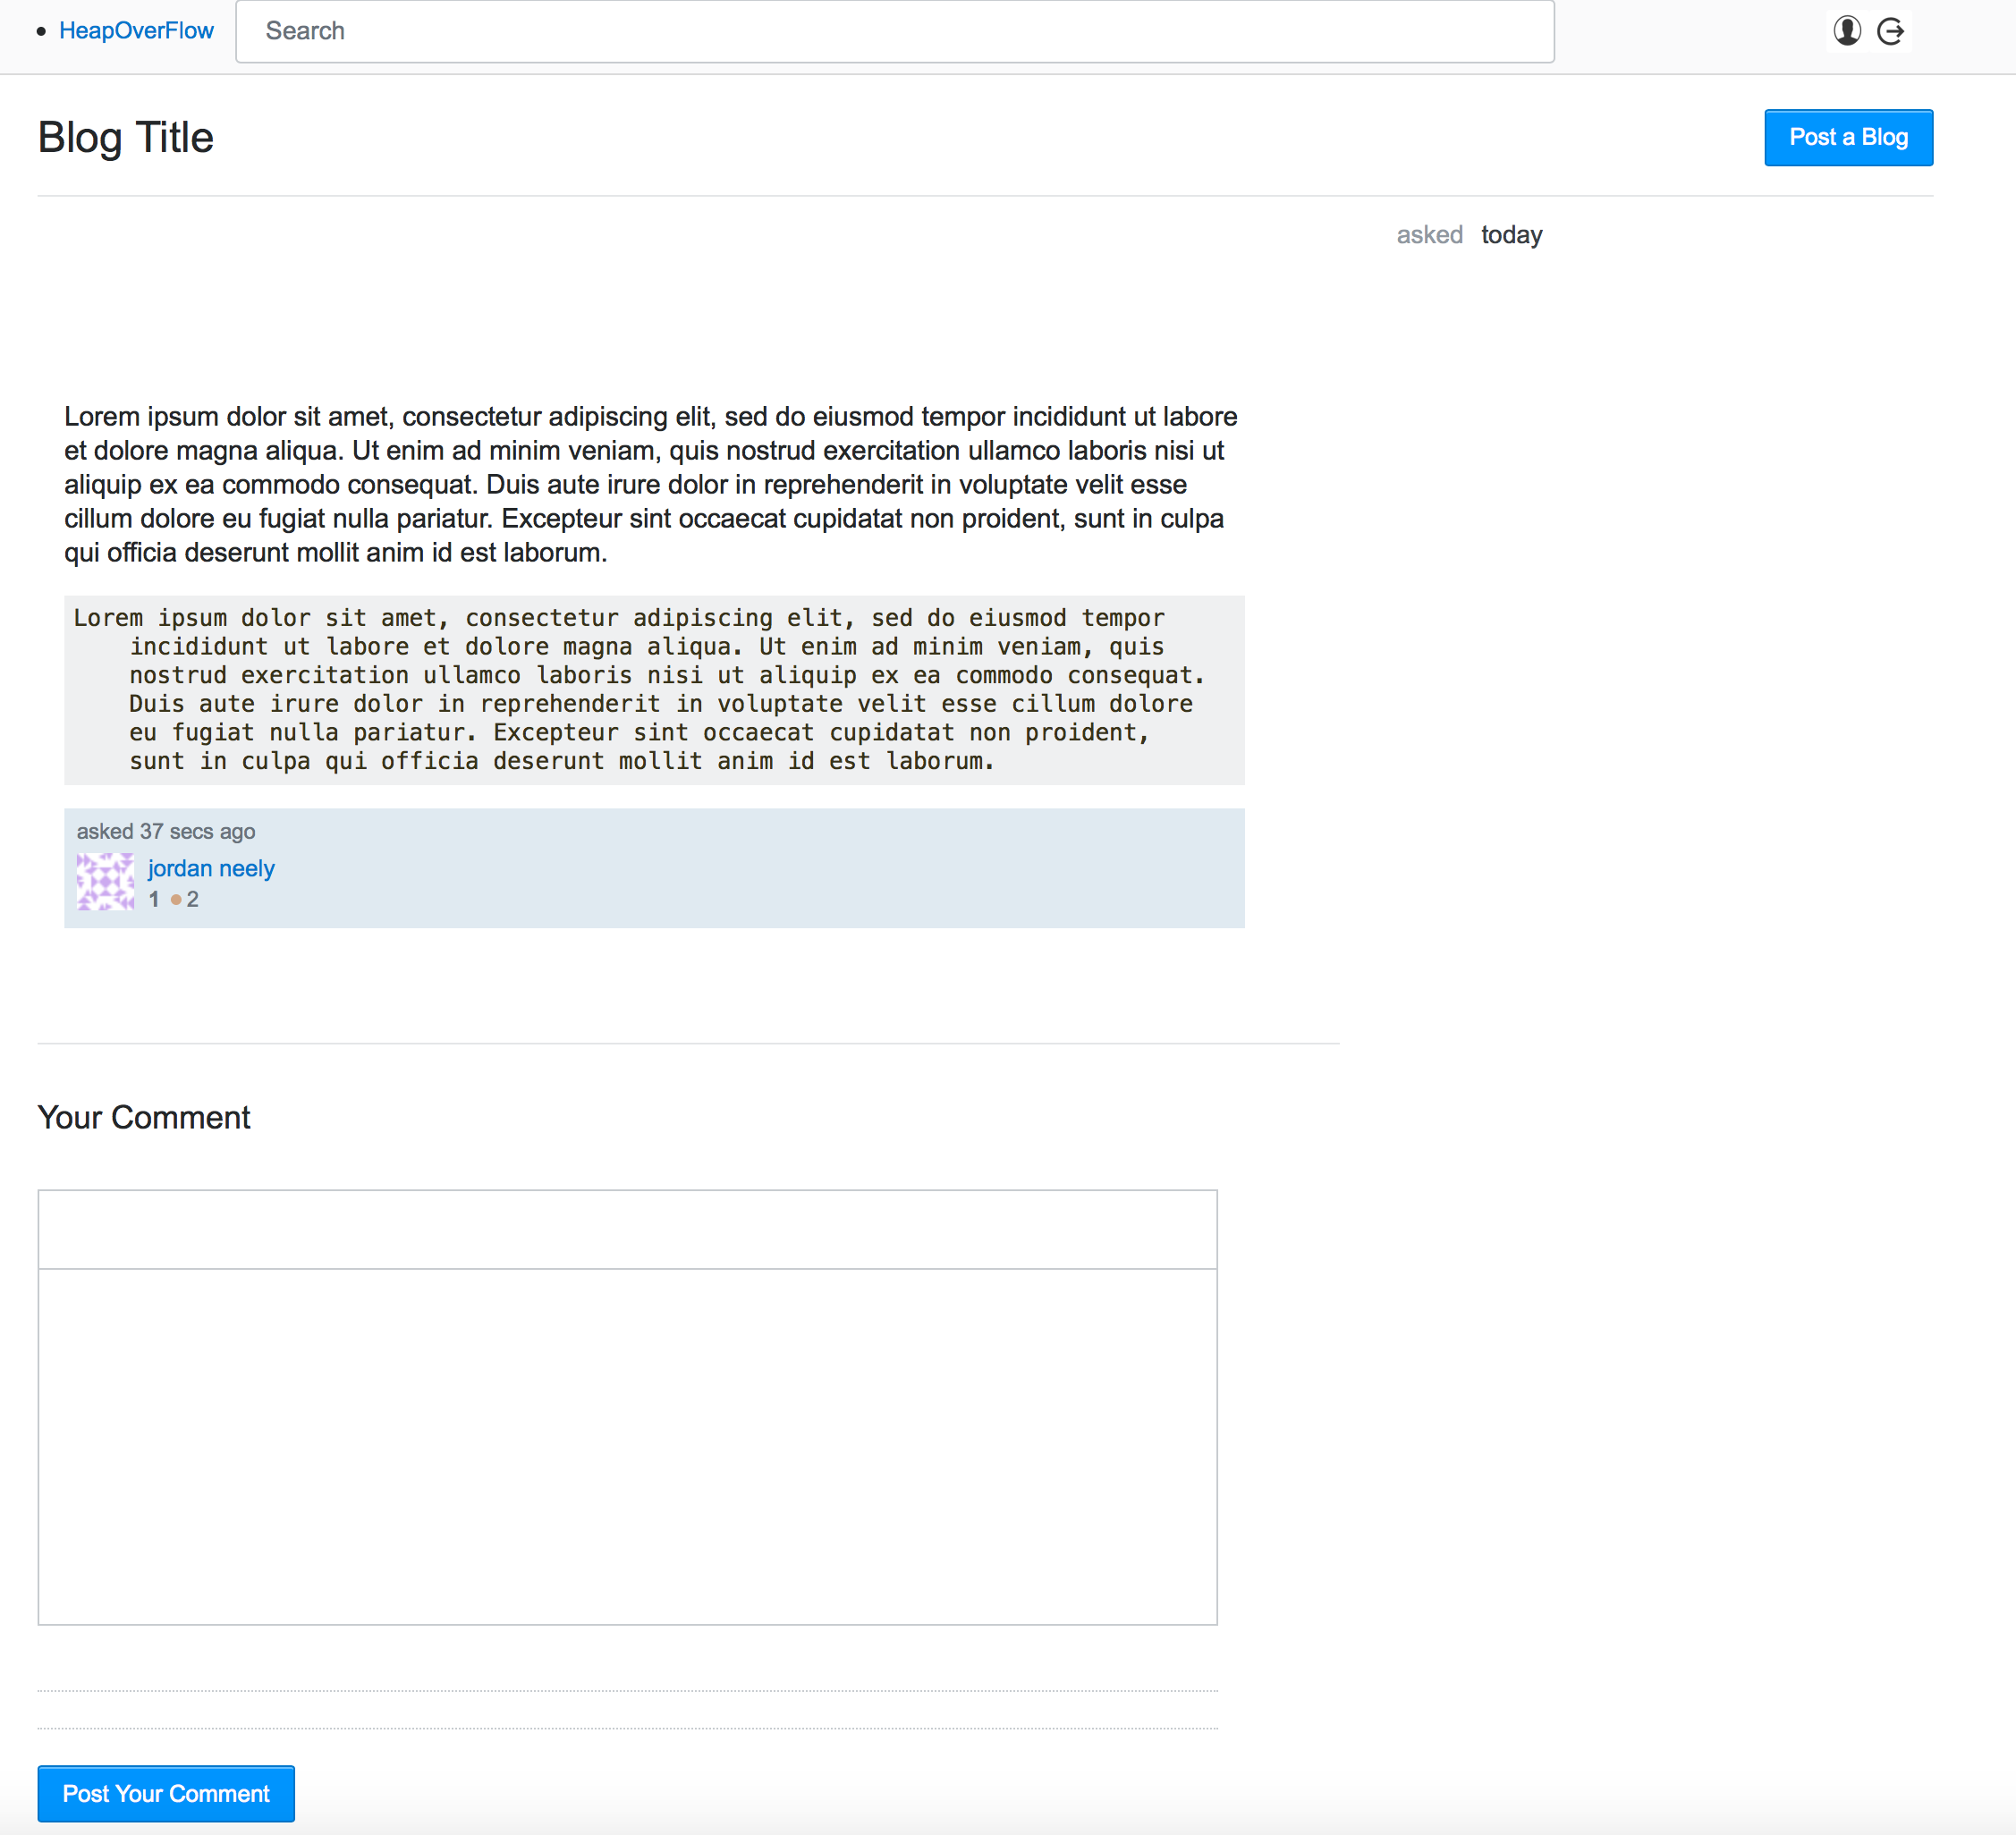 HeapOverFlow
Search
Blog Title
Post a Blog
asked today
Lorem ipsum dolor sit amet, consectetur adipiscing elit, sed do eiusmod tempor incididunt ut labore
et dolore magna aliqua. Ut enim ad minim veniam, quis nostrud exercitation ullamco laboris nisi ut
aliquip ex ea commodo consequat. Duis aute irure dolor in reprehenderit in voluptate velit esse
cillum dolore eu fugiat nulla pariatur. Excepteur sint occaecat cupidatat non proident, sunt in culpa
qui officia deserunt mollit anim id est laborum.
Lorem ipsum dolor sit amet, consectetur adipiscing elit, sed do eiusmod tempor
incididunt ut labore et dolore magna aliqua. Ut enim ad minim veniam, quis
nostrud exercitation ullamco laboris nisi ut aliquip ex ea commodo consequat.
Duis aute irure dolor in reprehenderit in voluptate velit esse cillum dolore
eu fugiat nulla pariatur. Excepteur sint occaecat cupidatat non proident,
sunt in culpa qui officia deserunt mollit anim id est laborum.
asked 37 secs ago
jordan neely
1 ● 2
Your Comment
Post Your Comment